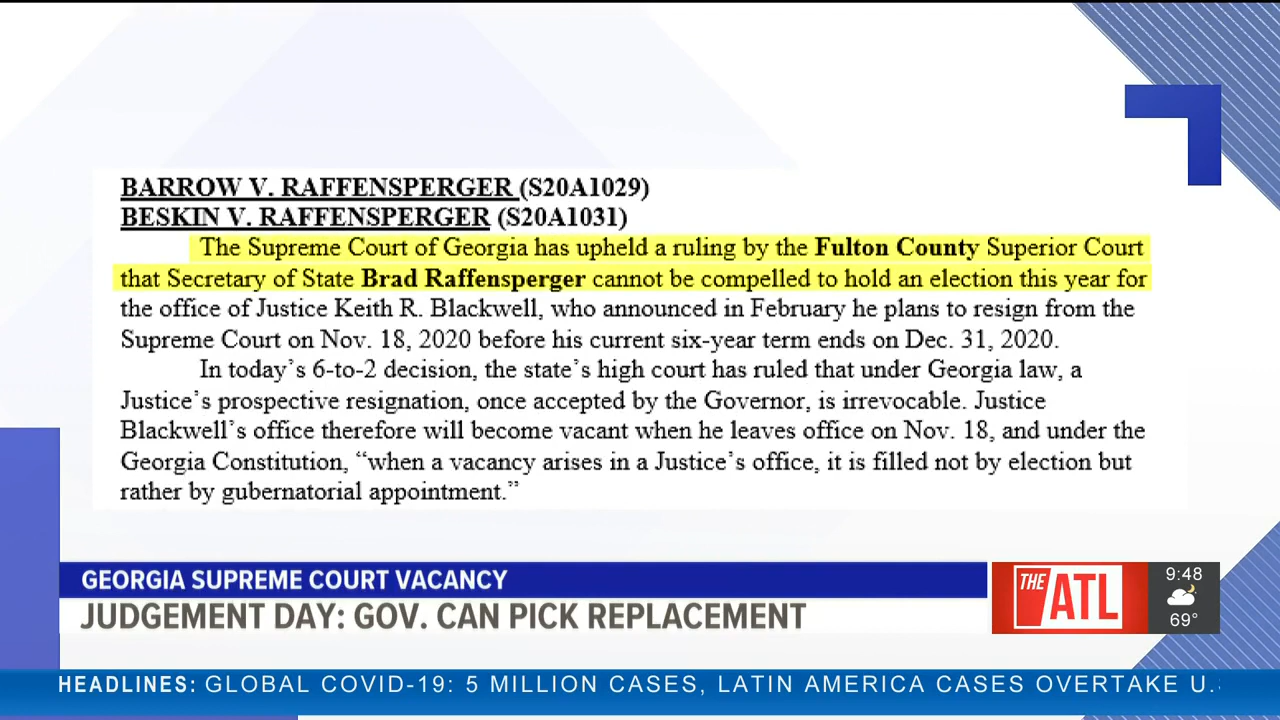 BARROW V. RAFFENSPERGER (S20A1029)
BESKIN V. RAFFENSPERGER (S20A1031)
The Supreme Court of Georgia has upheld a ruling by the Fulton County Superior Court
that Secretary of State Brad Raffensperger cannot be compelled to hold an election this year for
the office of Justice Keith R. Blackwell, who announced in February he plans to resign from the
Supreme Court on Nov. 18, 2020 before his current six-year term ends on Dec. 31, 2020.
In today's 6-to-2 decision, the state's high court has ruled that under Georgia law, a
Justice's prospective resignation, once accepted by the Governor, is irrevocable. Justice
Blackwell's office therefore will become vacant when he leaves office on Nov. 18, and under the
Georgia Constitution, “when a vacancy arises in a Justice's office, it is filled not by election but
rather by gubernatorial appointment.”
GEORGIA SUPREME COURT VACANCY
JUDGEMENT DAY: GOV. CAN PICK REPLACEMENT
THE ATL
9:48
69°
HEADLINES: GLOBAL COVID-19: 5 MILLION CASES, LATIN AMERICA CASES OVERTAKE U.